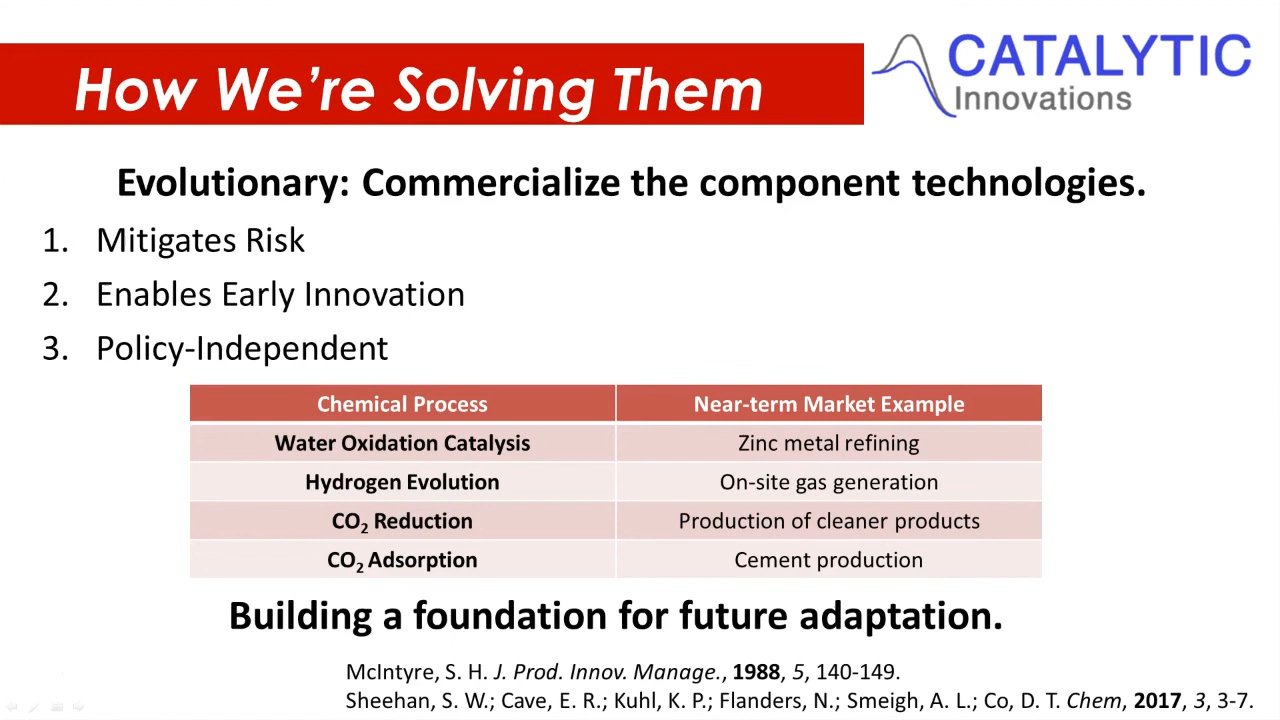 How We're Solving Them
CATALYTIC
Innovations
Evolutionary: Commercialize the component technologies.
1. Mitigates Risk
2. Enables Early Innovation
3. Policy-Independent
Chemical Process Near-term Market Example
Water Oxidation Catalysis Zinc metal refining
Hydrogen Evolution On-site gas generation
CO₂ Reduction Production of cleaner products
CO₂ Adsorption Cement production
Building a foundation for future adaptation.
McIntyre, S. H. J. Prod. Innov. Manage., 1988, 5, 140-149.
Sheehan, S. W.; Cave, E. R.; Kuhl, K. P.; Flanders, N.; Smeigh, A. L.; Co, D. T. Chem, 2017, 3, 3-7.